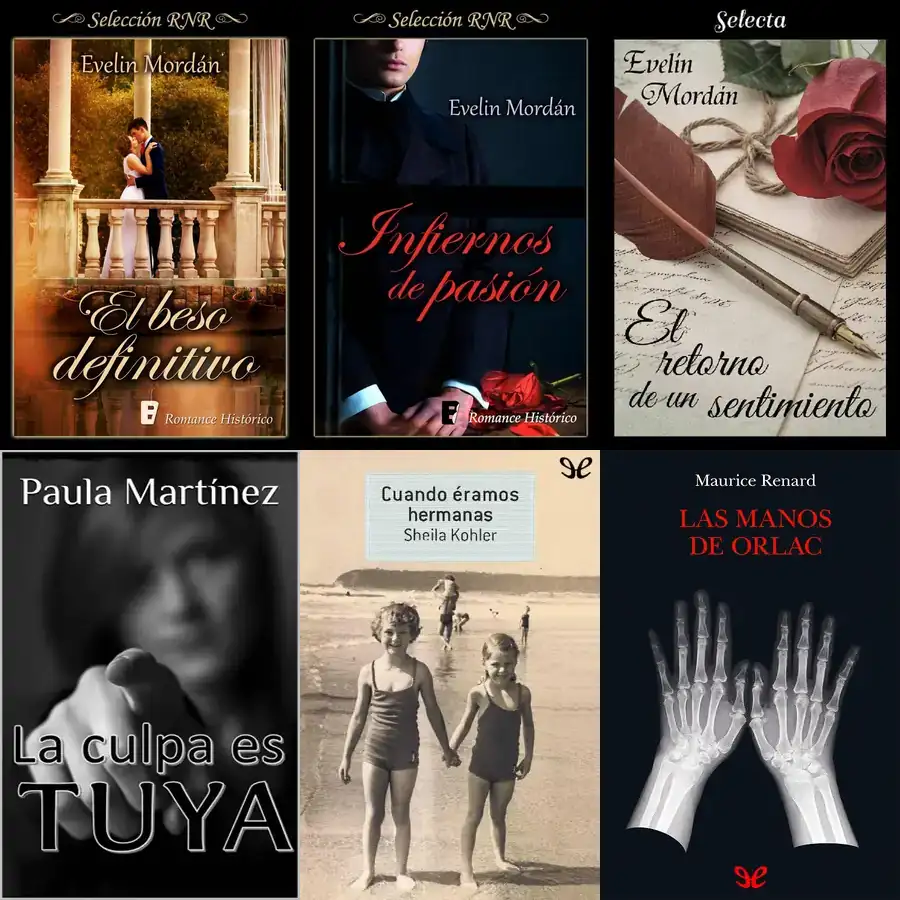 Selección RNR
Evelin Mordán
El beso
definitivo
Romance Histórico
Selección RNR
Evelin Mordán
Infiernos
de pasión
Romance Histórico
Selecta
Evelin
Mordán
El
retorno
de un sentimiento
Paula Martínez
La culpa es
TUYA
Cuando éramos
hermanas
Sheila Kohler
Maurice Renard
LAS MANOS
DE ORLAC